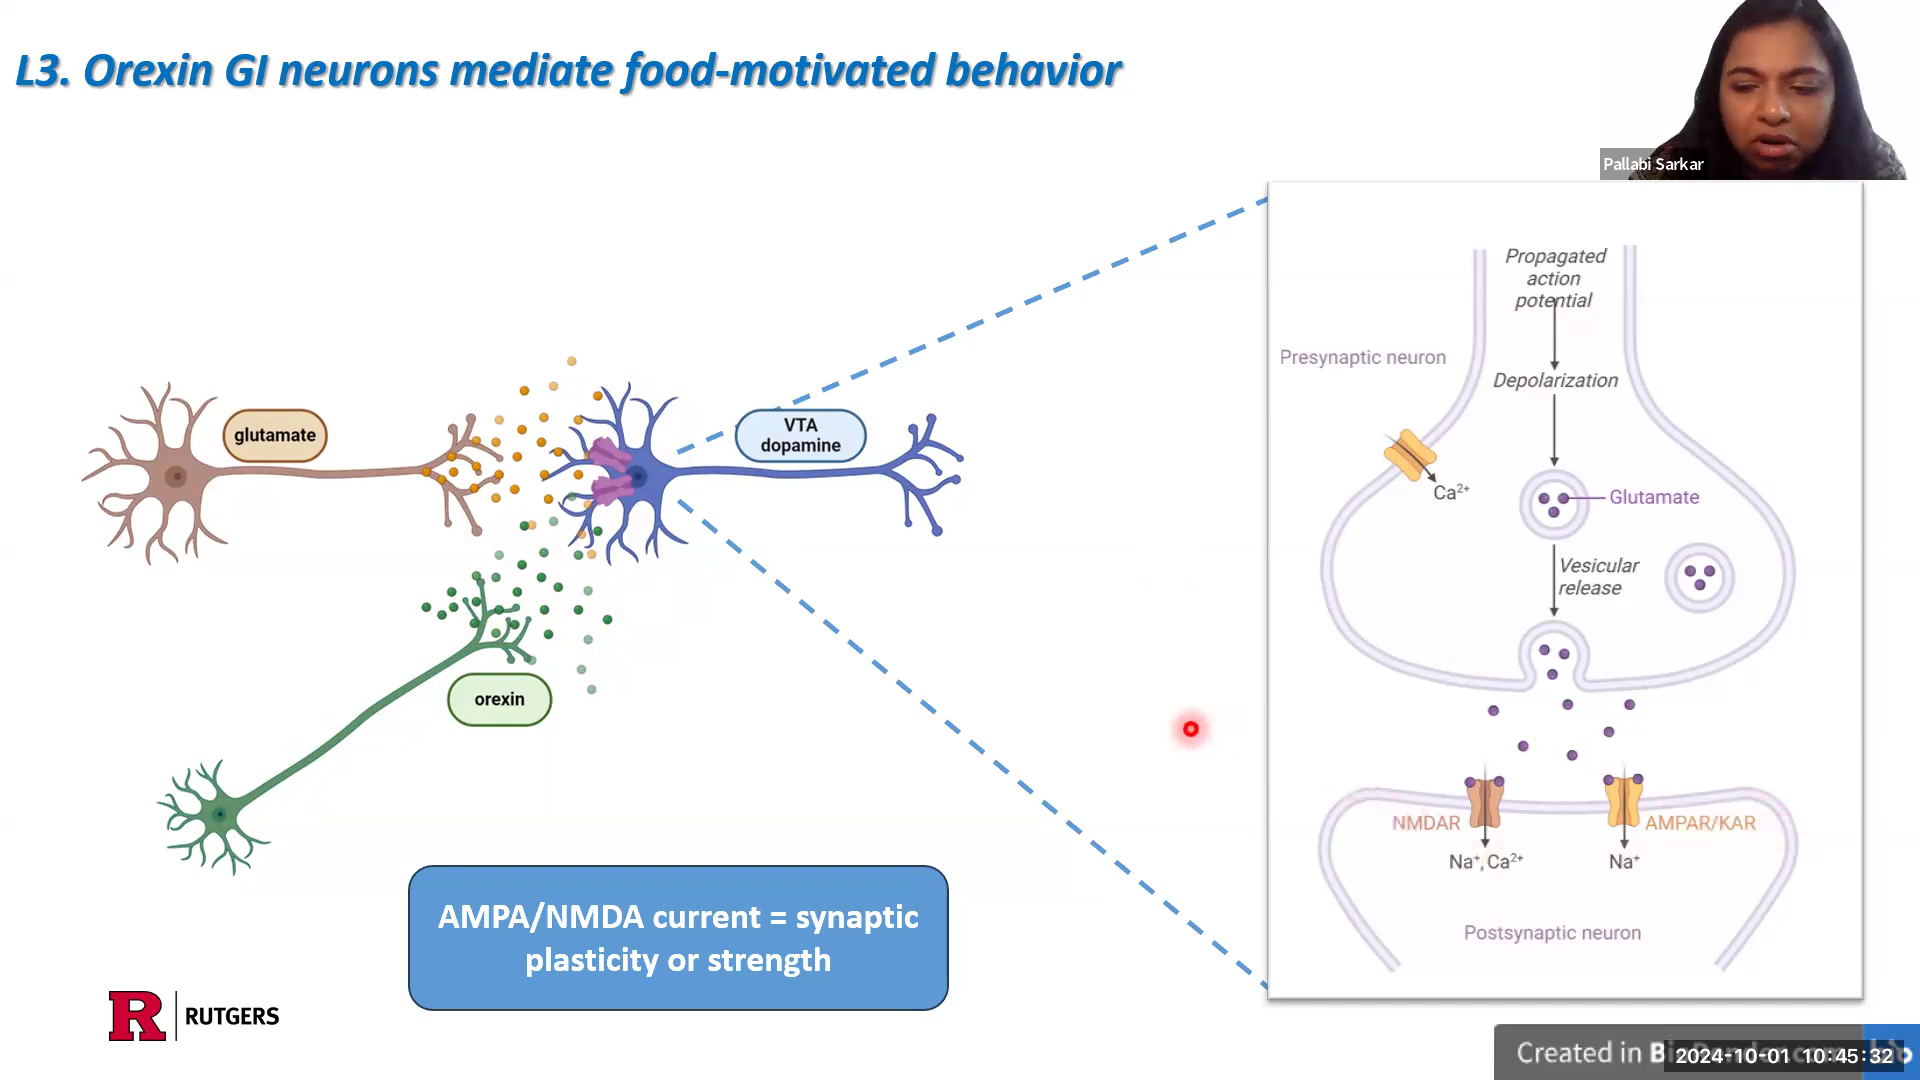 L3. Orexin GI neurons mediate food-motivated behavior
Pallabi Sarkar
glutamate
VTA
dopamine
orexin
AMPA/NMDA current = synaptic
plasticity or strength
Propagated
action
potential
Presynaptic neuron
Depolarization
Ca²⁺
Glutamate
Vesicular
release
NMDAR
AMPAR/KAR
Na⁺, Ca²⁺
Na⁺
Postsynaptic neuron
R RUTGERS
Created in
2024-10-01 10:45:32